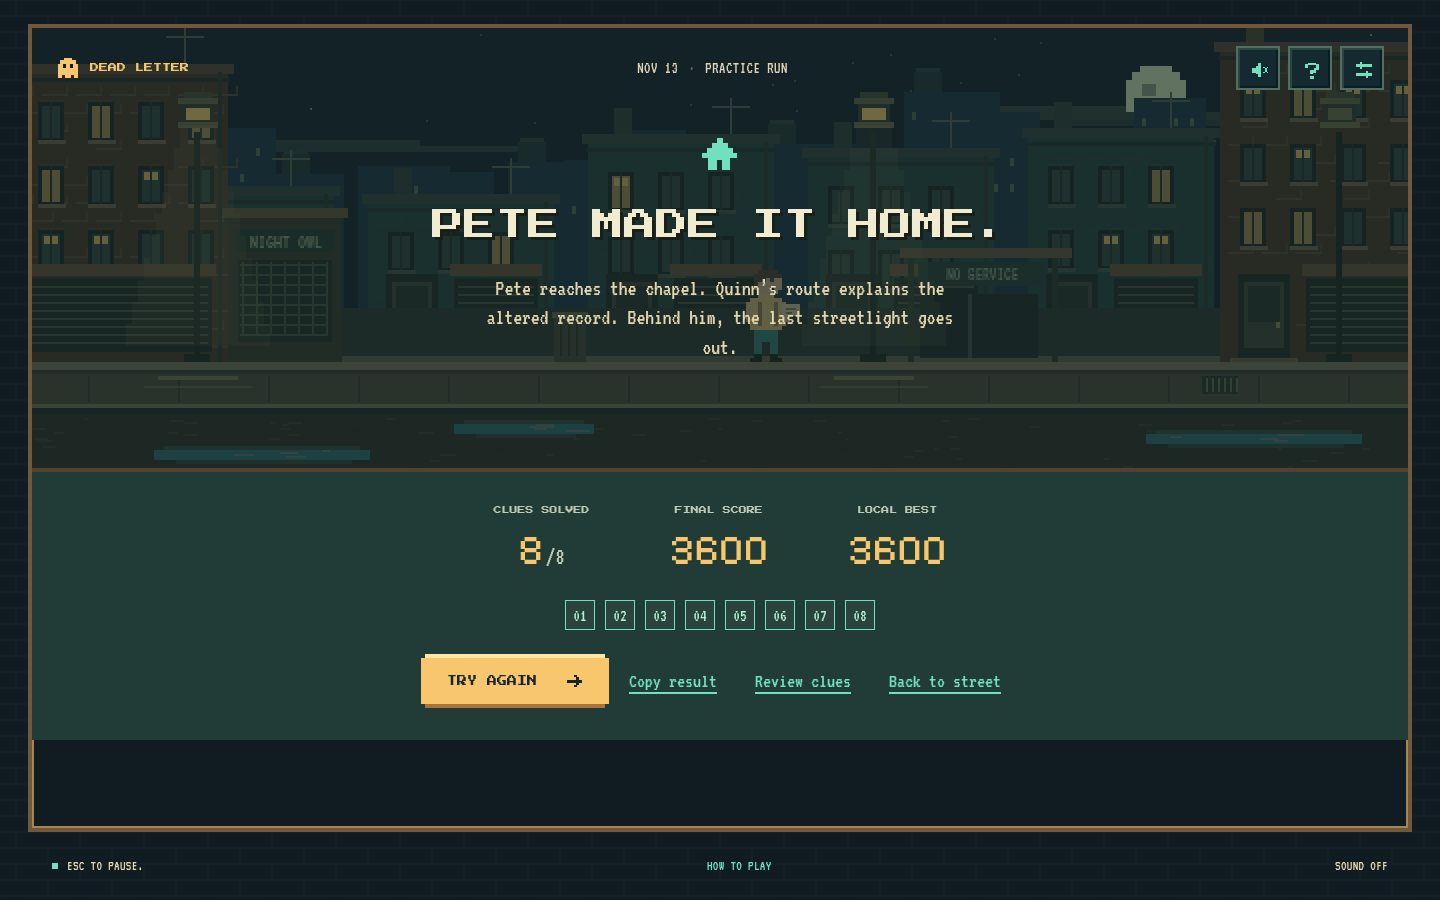 DEAD LETTER
NOV 13 · PRACTICE RUN
NIGHT OWL
NO SERVICE
PETE MADE IT HOME.
Pete reaches the chapel. Quinn's route explains the
altered record. Behind him, the last streetlight goes
out.
CLUES SOLVED
FINAL SCORE
LOCAL BEST
8/8
3600
3600
01 02 03 04 05 06 07 08
TRY AGAIN →
Copy result
Review clues
Back to street
ESC TO PAUSE.
HOW TO PLAY
SOUND OFF